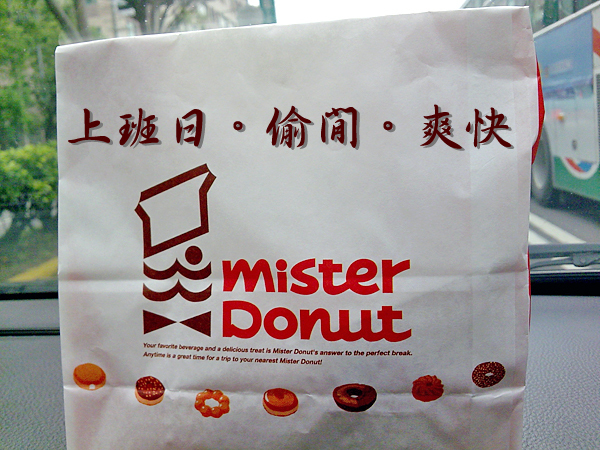 上班日。偷閒。爽快
mister
Donut
Your favorite beverage and a delicious treat is Mister Donut's answer to the perfect break.
Anytime is a great time for a trip to your nearest Mister Donut!